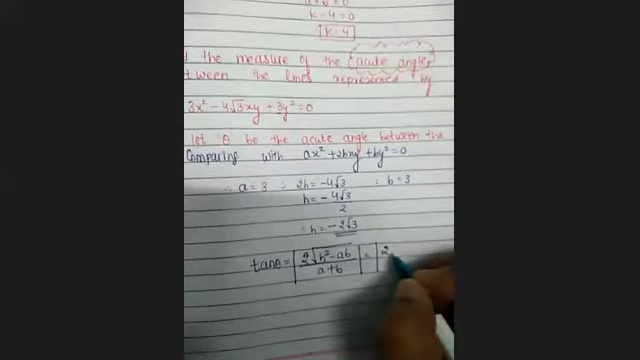 a+b=0
k-4=0
k=4
the measure of the (acute angle)
tween the lines represented by
3x²-4√3xy+3y²=0
let θ be the acute angle between the
Comparing with ax²+2hxy+by²=0
∴ a=3 ; 2h=-4√3 ; b=3
h=-4√3/2
∴ h=-2√3
tanθ=|2√h²-ab/a+b|=|2